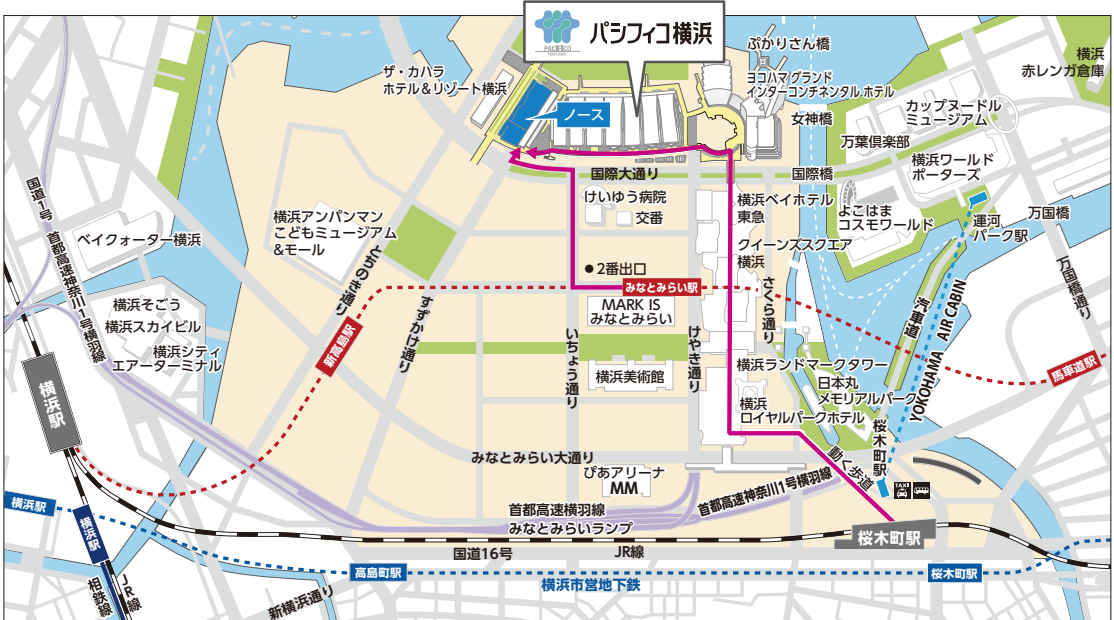 PACIFICO
YOKOHAMA
パシフィコ横浜
ぷかりさん橋
横浜
赤レンガ倉庫
ザ・カハラ
ホテル＆リゾート横浜
ヨコハマ グランド
インターコンチネンタル ホテル
カップヌードル
ミュージアム
ノース
女神橋
万葉倶楽部
国際大通り
国際橋
横浜ワールド
ポーターズ
国道1号
首都高速神奈川1号横羽線
けいゆう病院
交番
横浜ベイホテル
東急
よこはま
コスモワールド
運河
パーク駅
万国橋
ベイクォーター横浜
横浜アンパンマン
こどもミュージアム
＆モール
クイーンズスクエア
横浜
とちのき通り
2番出口
みなとみらい駅
さくら通り
万国橋通り
横浜そごう
横浜スカイビル
横浜シティ
エアーターミナル
すずかけ通り
MARK IS
みなとみらい
汽車道
YOKOHAMA AIR CABIN
新高島駅
いちょう通り
けやき通り
横浜美術館
横浜ランドマークタワー
日本丸
メモリアルパーク
馬車道駅
横浜駅
横浜
ロイヤルパークホテル
桜木町駅
動く歩道
みなとみらい大通り
ぴあアリーナ
MM
首都高速神奈川1号横羽線
TAXI
横浜駅
横浜駅
首都高速横羽線
みなとみらいランプ
桜木町駅
国道16号
JR線
高島町駅
横浜市営地下鉄
桜木町駅
相鉄線
JR線
新横浜通り